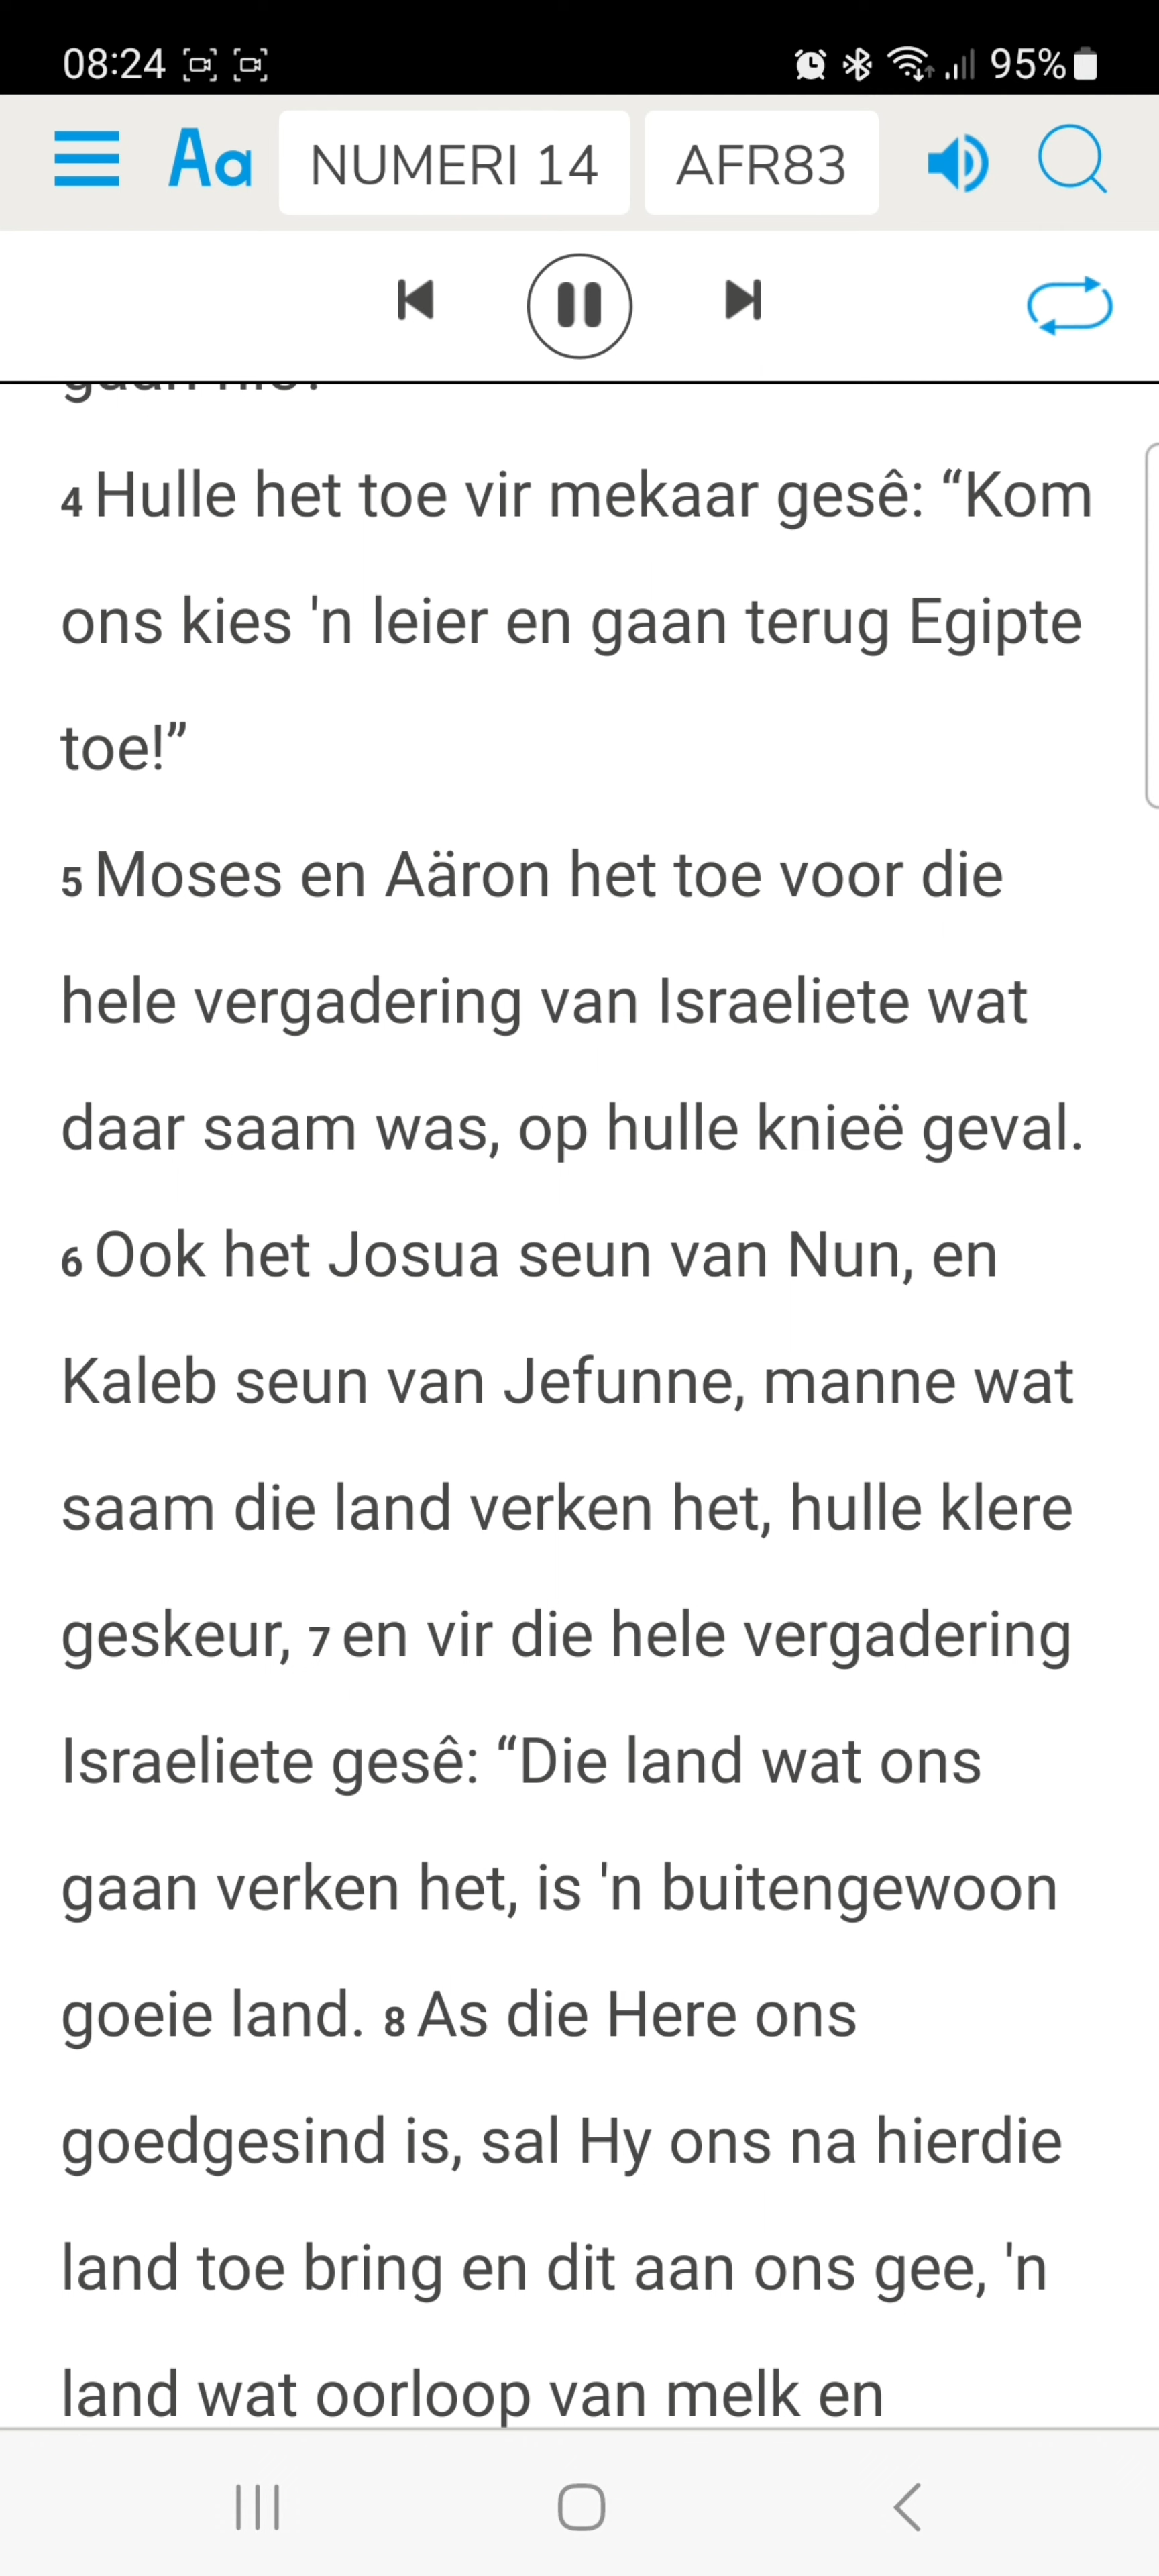 08:24
95%
Aa
NUMERI 14
AFR83
4 Hulle het toe vir mekaar gesê: “Kom
ons kies 'n leier en gaan terug Egipte
toe!”
5 Moses en Aäron het toe voor die
hele vergadering van Israeliete wat
daar saam was, op hulle knieë geval.
6 Ook het Josua seun van Nun, en
Kaleb seun van Jefunne, manne wat
saam die land verken het, hulle klere
geskeur, 7 en vir die hele vergadering
Israeliete gesê: “Die land wat ons
gaan verken het, is 'n buitengewoon
goeie land. 8 As die Here ons
goedgesind is, sal Hy ons na hierdie
land toe bring en dit aan ons gee, 'n
land wat oorloop van melk en